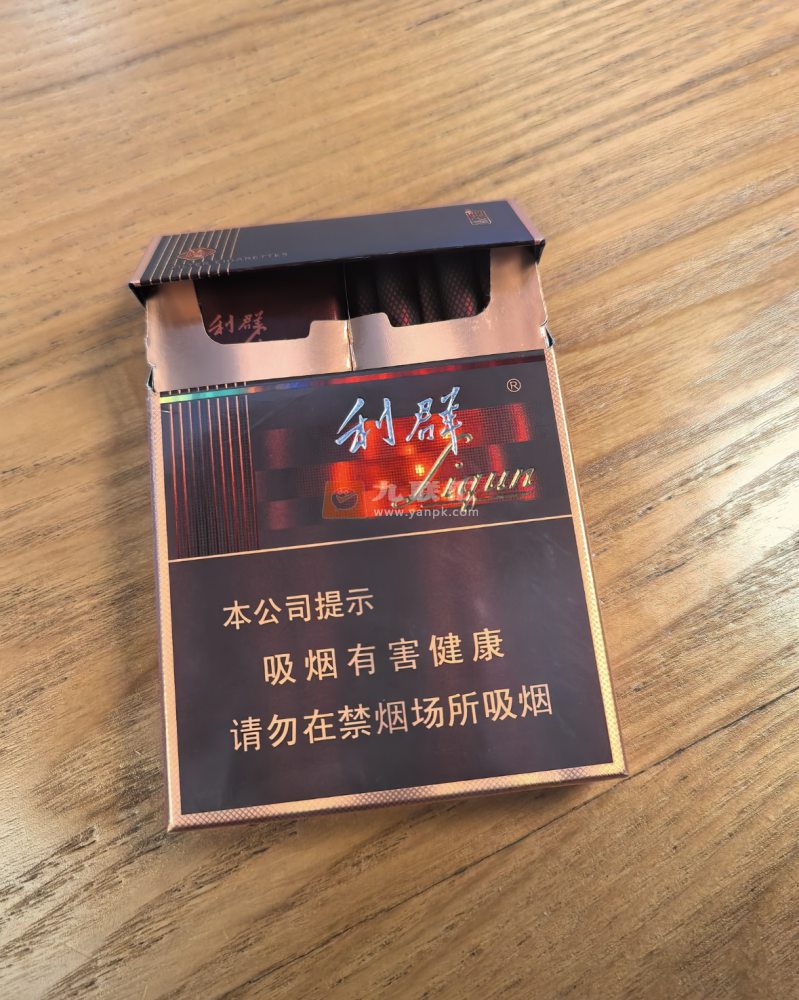 利群
利群
®
Liqun
九联
www.yanpk.com
本公司提示
吸烟有害健康
请勿在禁烟场所吸烟